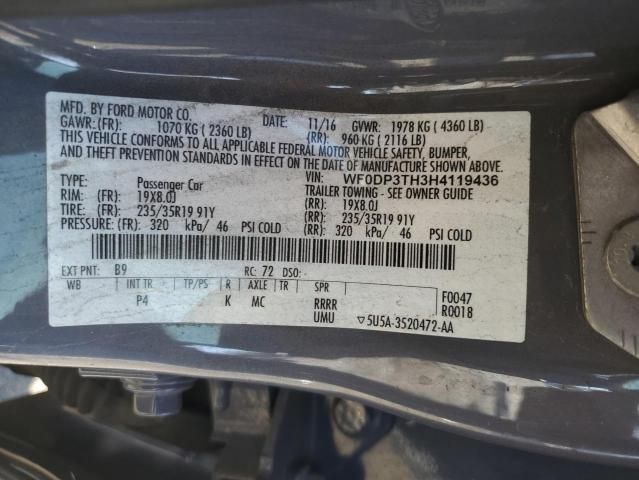 MFD. BY FORD MOTOR CO. DATE: 11/16 GVWR: 1978 KG ( 4360 LB)
GAWR:(FR): 1070 KG ( 2360 LB) (RR): 960 KG ( 2116 LB)
THIS VEHICLE CONFORMS TO ALL APPLICABLE FEDERAL MOTOR VEHICLE SAFETY, BUMPER,
AND THEFT PREVENTION STANDARDS IN EFFECT ON THE DATE OF MANUFACTURE SHOWN ABOVE.
VIN: WF0DP3TH3H4119436
TYPE: Passenger Car TRAILER TOWING - SEE OWNER GUIDE
RIM: (FR): 19X8.0J (RR): 19X8.0J
TIRE: (FR): 235/35R19 91Y (RR): 235/35R19 91Y
PRESSURE: (FR): 320 kPa/ 46 PSI COLD (RR): 320 kPa/ 46 PSI COLD
EXT PNT: B9 RC: 72 DSO:
WB INT TR TP/PS R AXLE TR SPR F0047
P4 K MC RRRR R0018
UMU ▽5U5A-3520472-AA